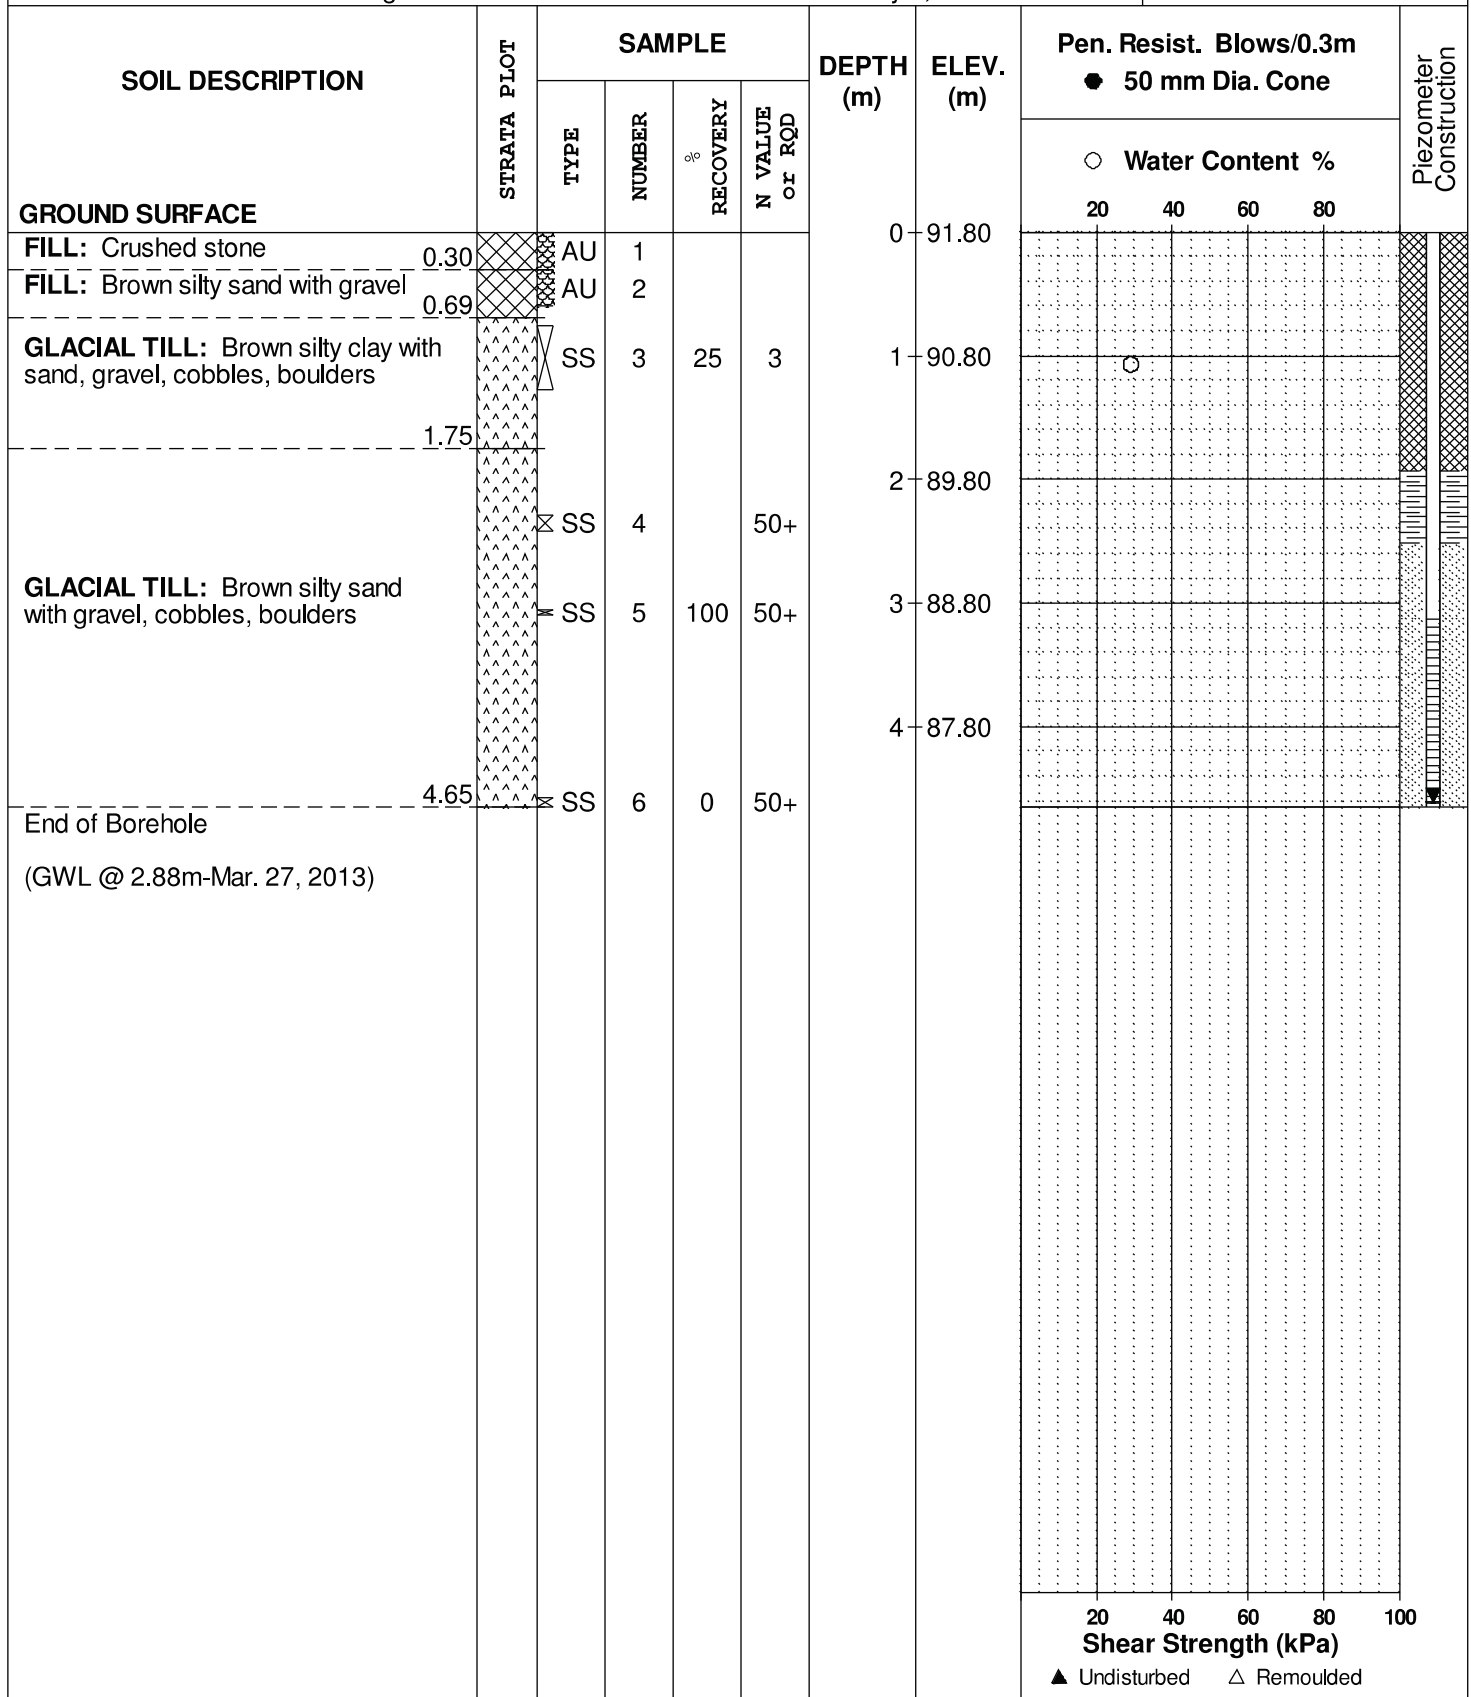 SOIL DESCRIPTION
GROUND SURFACE
STRATA PLOT
SAMPLE
TYPE
NUMBER
%
RECOVERY
N VALUE
or RQD
DEPTH
(m)
ELEV.
(m)
Pen. Resist. Blows/0.3m
● 50 mm Dia. Cone
○ Water Content %
20 40 60 80
Piezometer
Construction
0 91.80
FILL: Crushed stone
0.30
AU 1
FILL: Brown silty sand with gravel
0.69
AU 2
GLACIAL TILL: Brown silty clay with
sand, gravel, cobbles, boulders
SS 3 25 3
1 90.80
1.75
2 89.80
SS 4 50+
GLACIAL TILL: Brown silty sand
with gravel, cobbles, boulders
SS 5 100 50+
3 88.80
4 87.80
4.65
SS 6 0 50+
End of Borehole
(GWL @ 2.88m-Mar. 27, 2013)
20 40 60 80 100
Shear Strength (kPa)
▲ Undisturbed △ Remoulded